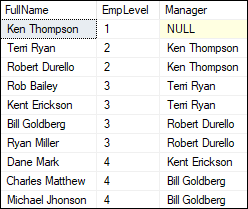 FullName EmpLevel Manager
Ken Thompson 1 NULL
Terri Ryan 2 Ken Thompson
Robert Durello 2 Ken Thompson
Rob Bailey 3 Terri Ryan
Kent Erickson 3 Terri Ryan
Bill Goldberg 3 Robert Durello
Ryan Miller 3 Robert Durello
Dane Mark 4 Kent Erickson
Charles Matthew 4 Bill Goldberg
Michael Jhonson 4 Bill Goldberg